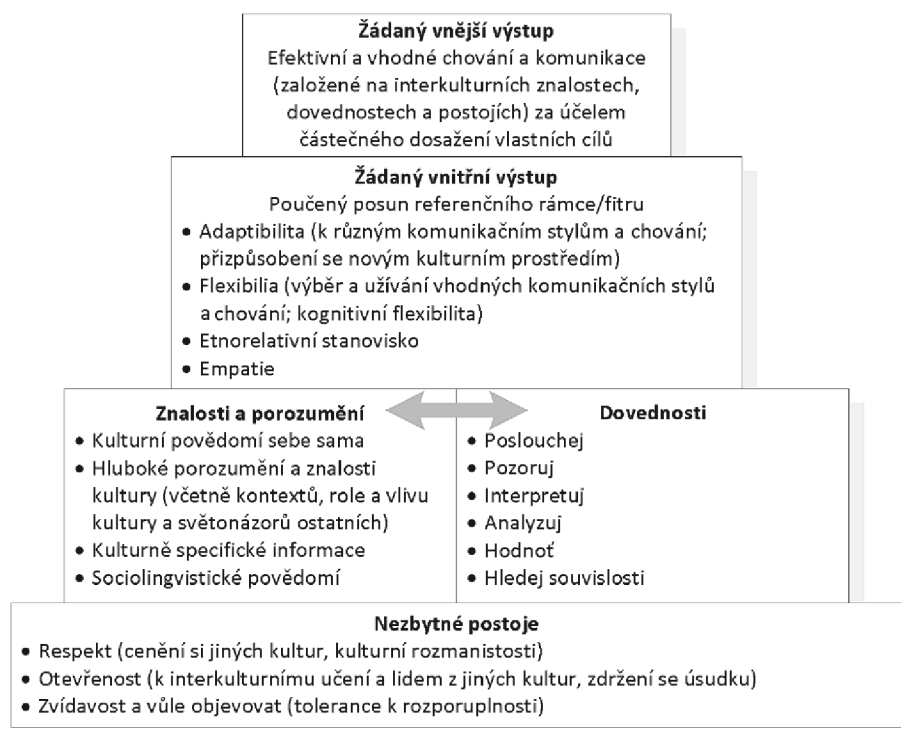 Žádaný vnější výstup
Efektivní a vhodné chování a komunikace
(založené na interkulturních znalostech,
dovednostech a postojích) za účelem
částečného dosažení vlastních cílů
Žádaný vnitřní výstup
Poučený posun referenčního rámce/fitru
• Adaptibilita (k různým komunikačním stylům a chování;
přizpůsobení se novým kulturním prostředím)
• Flexibilia (výběr a užívání vhodných komunikačních stylů
a chování; kognitivní flexibilita)
• Etnorelativní stanovisko
• Empatie
Znalosti a porozumění
• Kulturní povědomí sebe sama
• Hluboké porozumění a znalosti
kultury (včetně kontextů, role a vlivu
kultury a světonázorů ostatních)
• Kulturně specifické informace
• Sociolingvistické povědomí
Dovednosti
• Poslouchej
• Pozoruj
• Interpretuj
• Analyzuj
• Hodnoť
• Hledej souvislosti
Nezbytné postoje
• Respekt (cenění si jiných kultur, kulturní rozmanistosti)
• Otevřenost (k interkulturnímu učení a lidem z jiných kultur, zdržení se úsudku)
• Zvídavost a vůle objevovat (tolerance k rozporuplnosti)